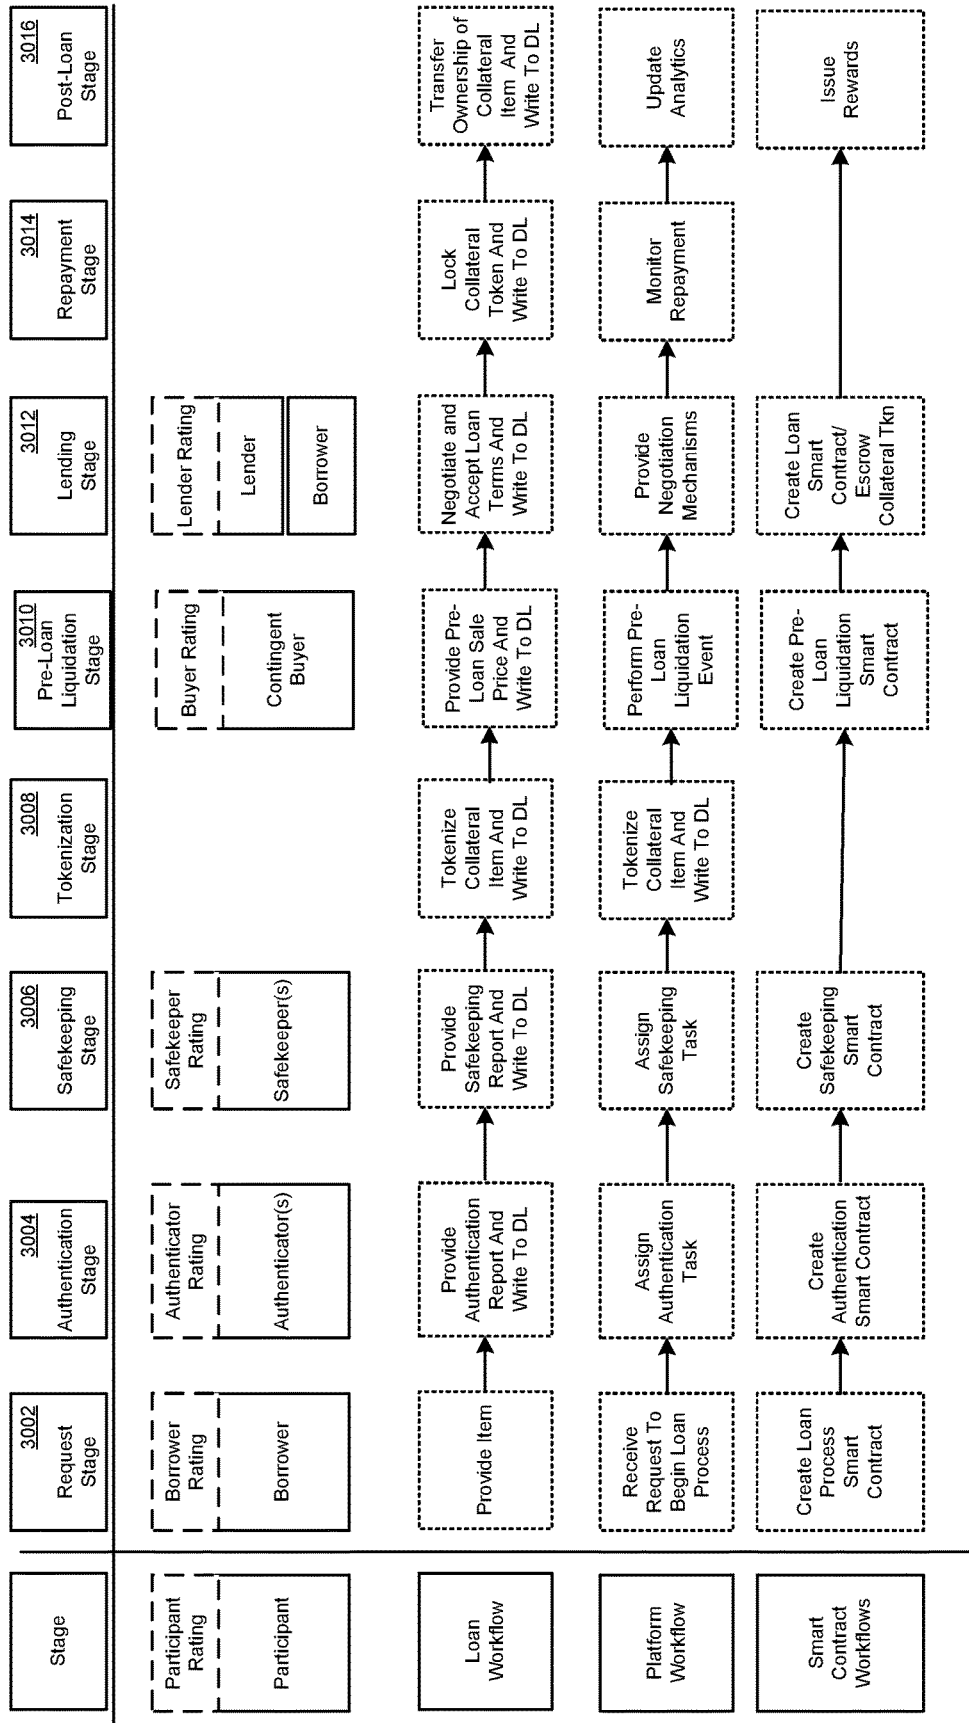 Stage
3002
Request
Stage
3004
Authentication
Stage
3006
Safekeeping
Stage
3008
Tokenization
Stage
3010
Pre-Loan
Liquidation
Stage
3012
Lending
Stage
3014
Repayment
Stage
3016
Post-Loan
Stage
Participant
Rating
Borrower
Rating
Authenticator
Rating
Safekeeper
Rating
Buyer Rating
Lender Rating
Participant
Borrower
Authenticator(s)
Safekeeper(s)
Contingent
Buyer
Lender
Borrower
Loan
Workflow
Provide Item
Provide
Authentication
Report And
Write To DL
Provide
Safekeeping
Report And
Write To DL
Tokenize
Collateral
Item And
Write To DL
Provide Pre-
Loan Sale
Price And
Write To DL
Negotiate and
Accept Loan
Terms And
Write To DL
Lock
Collateral
Token And
Write To DL
Transfer
Ownership of
Collateral
Item And
Write To DL
Platform
Workflow
Receive
Request To
Begin Loan
Process
Assign
Authentication
Task
Assign
Safekeeping
Task
Tokenize
Collateral
Item And
Write To DL
Perform Pre-
Loan
Liquidation
Event
Provide
Negotiation
Mechanisms
Monitor
Repayment
Update
Analytics
Smart
Contract
Workflows
Create Loan
Process
Smart
Contract
Create
Authentication
Smart Contract
Create
Safekeeping
Smart
Contract
Create Pre-
Loan
Liquidation
Smart
Contract
Create Loan
Smart
Contract/
Escrow
Collateral Tkn
Issue
Rewards